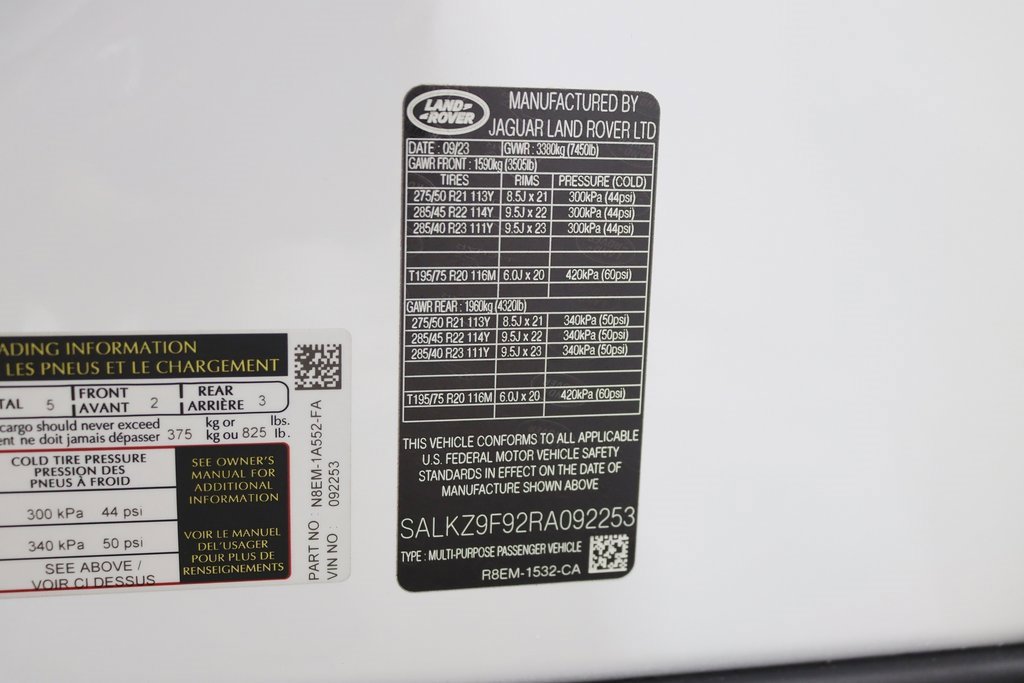 LAND ROVER
MANUFACTURED BY
JAGUAR LAND ROVER LTD
DATE : 09/23 GVWR : 3380kg (7450lb)
GAWR FRONT : 1590kg (3505lb)
TIRES RIMS PRESSURE (COLD)
275/50 R21 113Y 8.5J x 21 300kPa (44psi)
285/45 R22 114Y 9.5J x 22 300kPa (44psi)
285/40 R23 111Y 9.5J x 23 300kPa (44psi)
T195/75 R20 116M 6.0J x 20 420kPa (60psi)
GAWR REAR : 1960kg (4320lb)
275/50 R21 113Y 8.5J x 21 340kPa (50psi)
285/45 R22 114Y 9.5J x 22 340kPa (50psi)
285/40 R23 111Y 9.5J x 23 340kPa (50psi)
T195/75 R20 116M 6.0J x 20 420kPa (60psi)
THIS VEHICLE CONFORMS TO ALL APPLICABLE
U.S. FEDERAL MOTOR VEHICLE SAFETY
STANDARDS IN EFFECT ON THE DATE OF
MANUFACTURE SHOWN ABOVE
SALKZ9F92RA092253
TYPE : MULTI-PURPOSE PASSENGER VEHICLE
R8EM-1532-CA
ADING INFORMATION
LES PNEUS ET LE CHARGEMENT
TAL 5 FRONT AVANT 2 REAR ARRIÈRE 3
cargo should never exceed 375 kg or 825 lbs.
ent ne doit jamais dépasser kg ou lb.
COLD TIRE PRESSURE
PRESSION DES
PNEUS À FROID
300 kPa 44 psi
340 kPa 50 psi
SEE ABOVE /
VOIR CI DESSUS
SEE OWNER'S
MANUAL FOR
ADDITIONAL
INFORMATION
VOIR LE MANUEL
DEL'USAGER
POUR PLUS DE
RENSEIGNEMENTS
PART NO : N8EM-1A552-FA
VIN NO : 092253